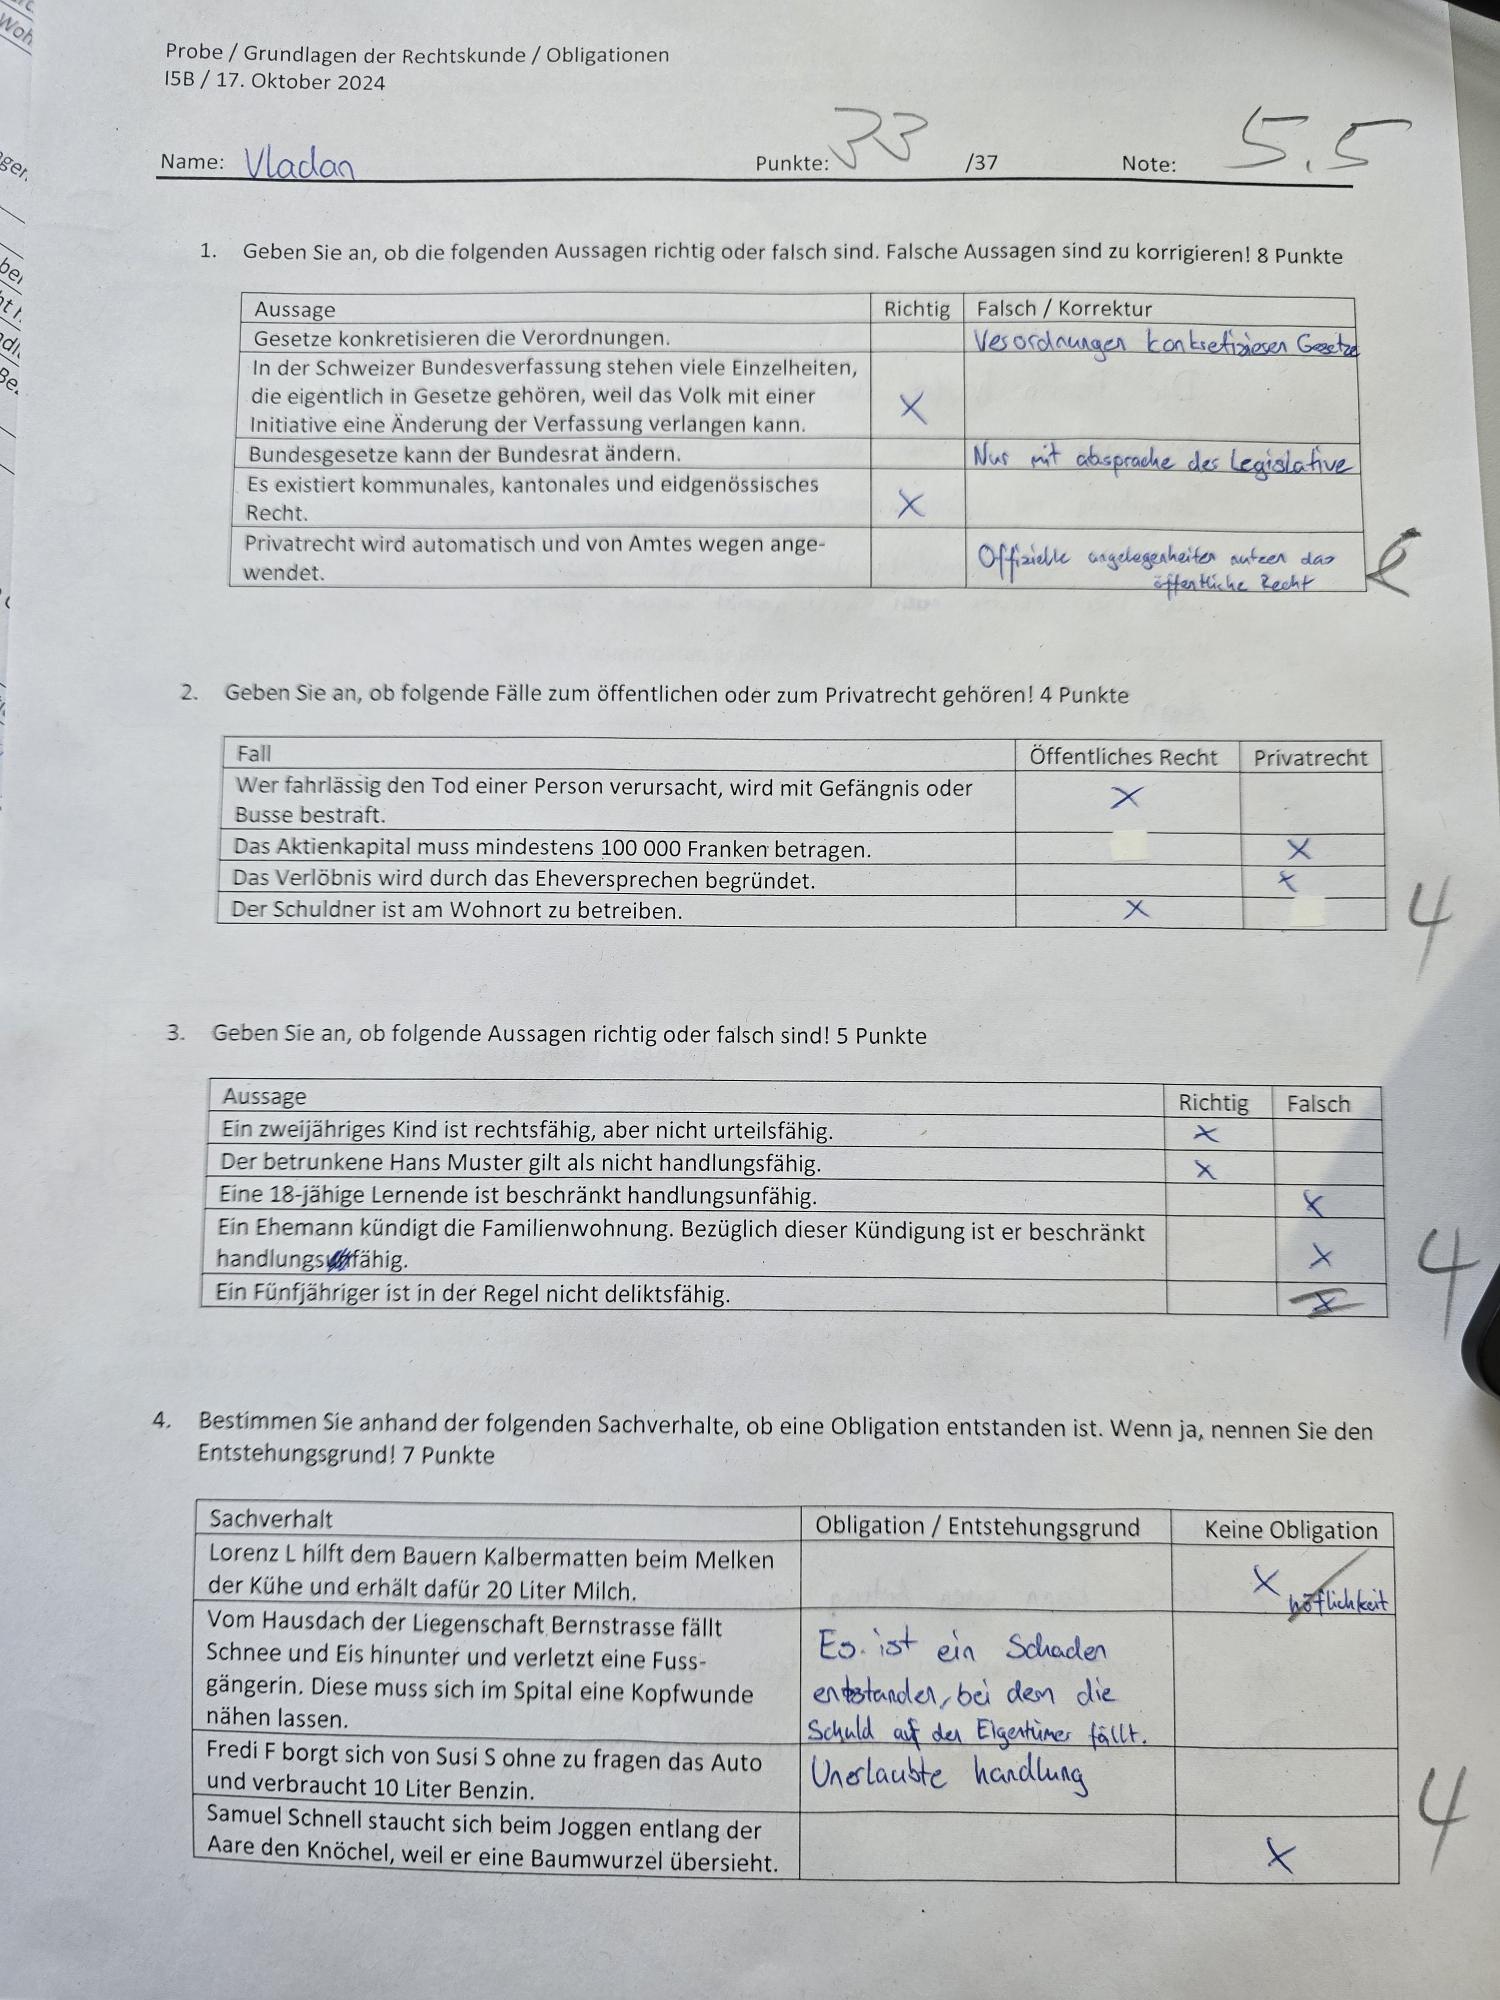 Probe / Grundlagen der Rechtskunde / Obligationen
I5B / 17. Oktober 2024
Name: Vladan Punkte: 33 /37 Note: 5.5
1. Geben Sie an, ob die folgenden Aussagen richtig oder falsch sind. Falsche Aussagen sind zu korrigieren! 8 Punkte
Aussage Richtig Falsch / Korrektur
Gesetze konkretisieren die Verordnungen. Verordnungen konkretisieren Gesetze
In der Schweizer Bundesverfassung stehen viele Einzelheiten,
die eigentlich in Gesetze gehören, weil das Volk mit einer X
Initiative eine Änderung der Verfassung verlangen kann.
Bundesgesetze kann der Bundesrat ändern. Nur mit absprache der Legislative
Es existiert kommunales, kantonales und eidgenössisches X
Recht.
Privatrecht wird automatisch und von Amtes wegen ange- Offizielle angelegenheiten nutzen das
wendet. öffentliche Recht
2. Geben Sie an, ob folgende Fälle zum öffentlichen oder zum Privatrecht gehören! 4 Punkte
Fall Öffentliches Recht Privatrecht
Wer fahrlässig den Tod einer Person verursacht, wird mit Gefängnis oder X
Busse bestraft.
Das Aktienkapital muss mindestens 100 000 Franken betragen. X
Das Verlöbnis wird durch das Eheversprechen begründet. X
Der Schuldner ist am Wohnort zu betreiben. X 4
3. Geben Sie an, ob folgende Aussagen richtig oder falsch sind! 5 Punkte
Aussage Richtig Falsch
Ein zweijähriges Kind ist rechtsfähig, aber nicht urteilsfähig. X
Der betrunkene Hans Muster gilt als nicht handlungsfähig. X
Eine 18-jähige Lernende ist beschränkt handlungsunfähig. X
Ein Ehemann kündigt die Familienwohnung. Bezüglich dieser Kündigung ist er beschränkt
handlungsfähig. X 4
Ein Fünfjähriger ist in der Regel nicht deliktsfähig. X
4. Bestimmen Sie anhand der folgenden Sachverhalte, ob eine Obligation entstanden ist. Wenn ja, nennen Sie den
Entstehungsgrund! 7 Punkte
Sachverhalt Obligation / Entstehungsgrund Keine Obligation
Lorenz L hilft dem Bauern Kalbermatten beim Melken X
der Kühe und erhält dafür 20 Liter Milch. höflichkeit
Vom Hausdach der Liegenschaft Bernstrasse fällt Es ist ein Schaden
Schnee und Eis hinunter und verletzt eine Fuss-
gängerin. Diese muss sich im Spital eine Kopfwunde entstanden, bei dem die
nähen lassen. Schuld auf der Eigentümer fällt.
Fredi F borgt sich von Susi S ohne zu fragen das Auto Unerlaubte handlung
und verbraucht 10 Liter Benzin.
Samuel Schnell staucht sich beim Joggen entlang der 4
Aare den Knöchel, weil er eine Baumwurzel übersieht. X